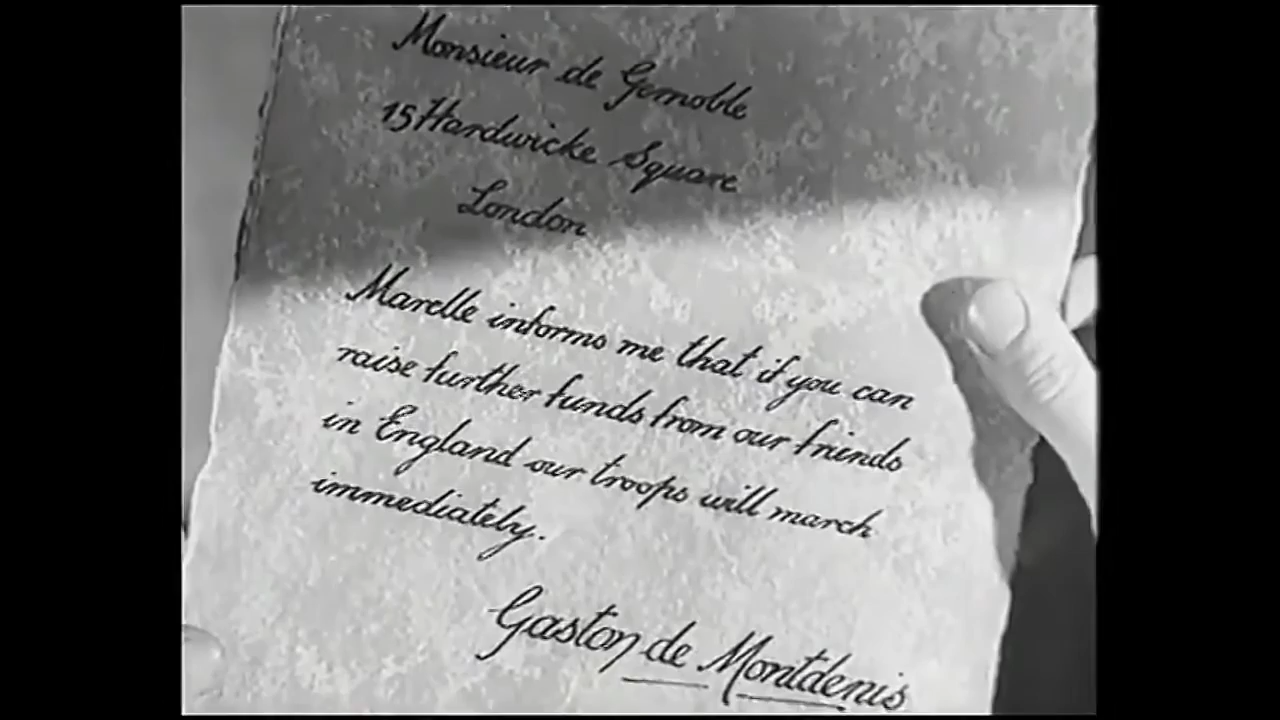 Monsieur de Gernoble
15 Hardwicke Square
London
Marelle informs me that if you can
raise further funds from our friends
in England our troops will march
immediately.
Gaston de Montdenis